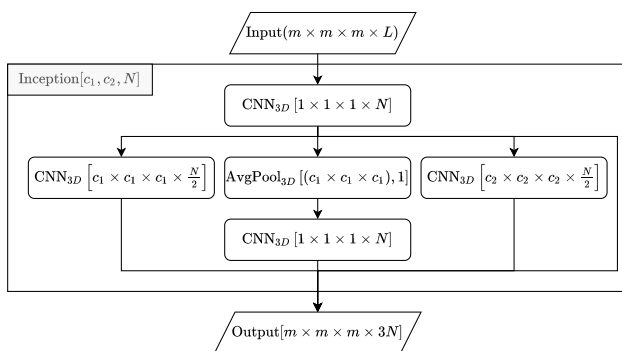 Input(m × m × m × L)
Inception[c₁, c₂, N]
CNN₃D [1 × 1 × 1 × N]
CNN₃D [c₁ × c₁ × c₁ × N/2]
AvgPool₃D [(c₁ × c₁ × c₁), 1]
CNN₃D [c₂ × c₂ × c₂ × N/2]
CNN₃D [1 × 1 × 1 × N]
Output[m × m × m × 3N]